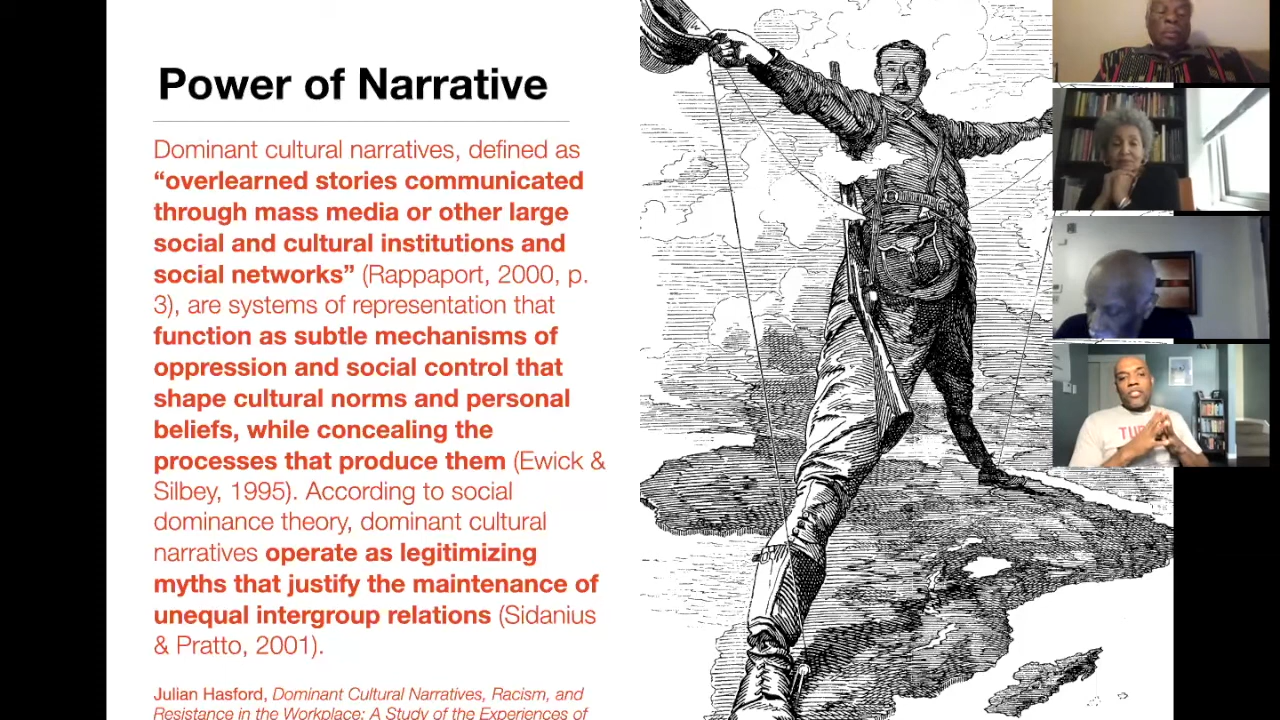 Power of Narrative
Dominant cultural narratives, defined as
“overlearned stories communicated
through mass media or other large
social and cultural institutions and
social networks” (Rappaport, 2000, p.
3), are systems of representation that
function as subtle mechanisms of
oppression and social control that
shape cultural norms and personal
beliefs, while concealing the
processes that produce them (Ewick &
Silbey, 1995). According to social
dominance theory, dominant cultural
narratives operate as legitimizing
myths that justify the maintenance of
unequal intergroup relations (Sidanius
& Pratto, 2001).
Julian Hasford, Dominant Cultural Narratives, Racism, and
Resistance in the Workplace: A Study of the Experiences of